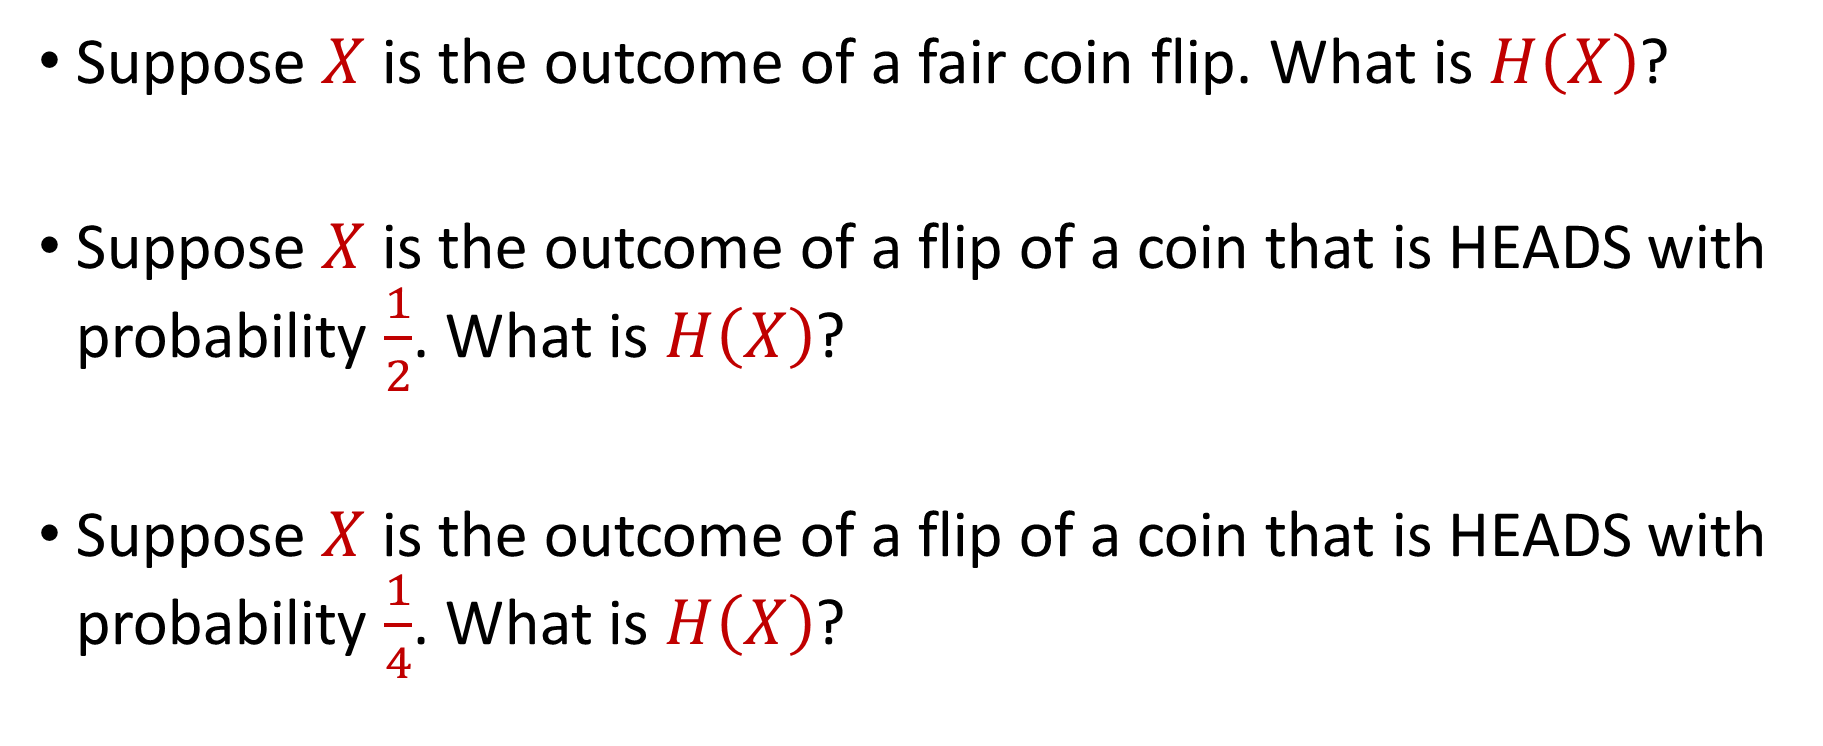 • Suppose X is the outcome of a fair coin flip. What is H(X)?
• Suppose X is the outcome of a flip of a coin that is HEADS with
probability 1/2. What is H(X)?
• Suppose X is the outcome of a flip of a coin that is HEADS with
probability 1/4. What is H(X)?